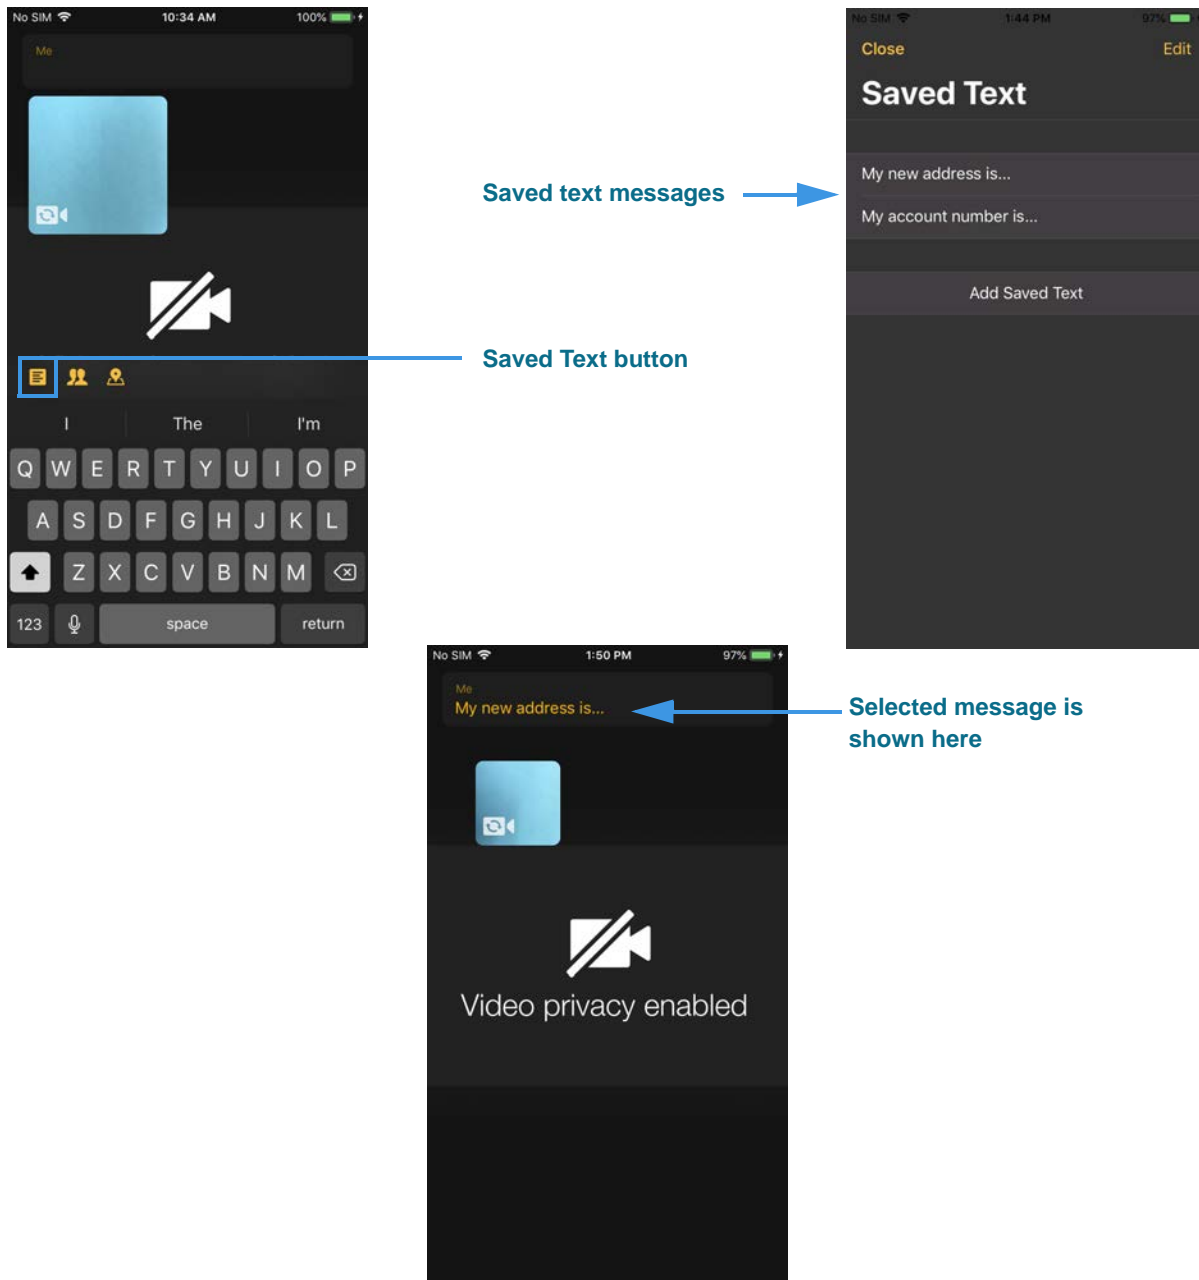 No SIM 10:34 AM 100%
Me
I The I'm
Q W E R T Y U I O P
A S D F G H J K L
Z X C V B N M
123 space return
Saved text messages
Saved Text button
No SIM 1:44 PM 97%
Close Edit
Saved Text
My new address is...
My account number is...
Add Saved Text
No SIM 1:50 PM 97%
Me
My new address is...
Video privacy enabled
Selected message is
shown here